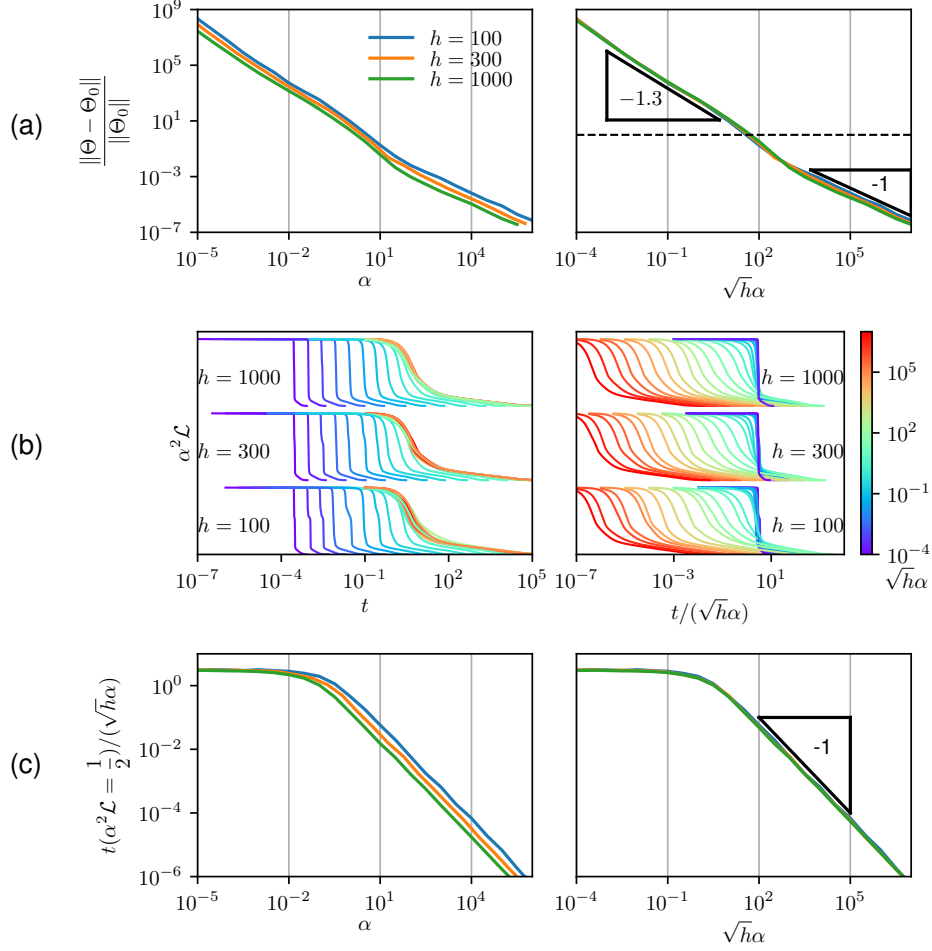 (a)
‖Θ − Θ₀‖
‖Θ₀‖
10⁹
10⁵
10¹
10⁻³
10⁻⁷
h = 100
h = 300
h = 1000
10⁻⁵
10⁻²
10¹
10⁴
α
−1.3
-1
10⁻⁴
10⁻¹
10²
10⁵
√hα
(b)
α²ℒ
h = 1000
h = 300
h = 100
10⁻⁷
10⁻⁴
10⁻¹
10²
10⁵
t
h = 1000
h = 300
h = 100
10⁻⁷
10⁻³
10¹
t/(√hα)
10⁵
10²
10⁻¹
10⁻⁴
√hα
(c)
t(α²ℒ = 1/2)/(√hα)
10⁰
10⁻²
10⁻⁴
10⁻⁶
10⁻⁵
10⁻²
10¹
10⁴
α
-1
10⁻⁴
10⁻¹
10²
10⁵
√hα